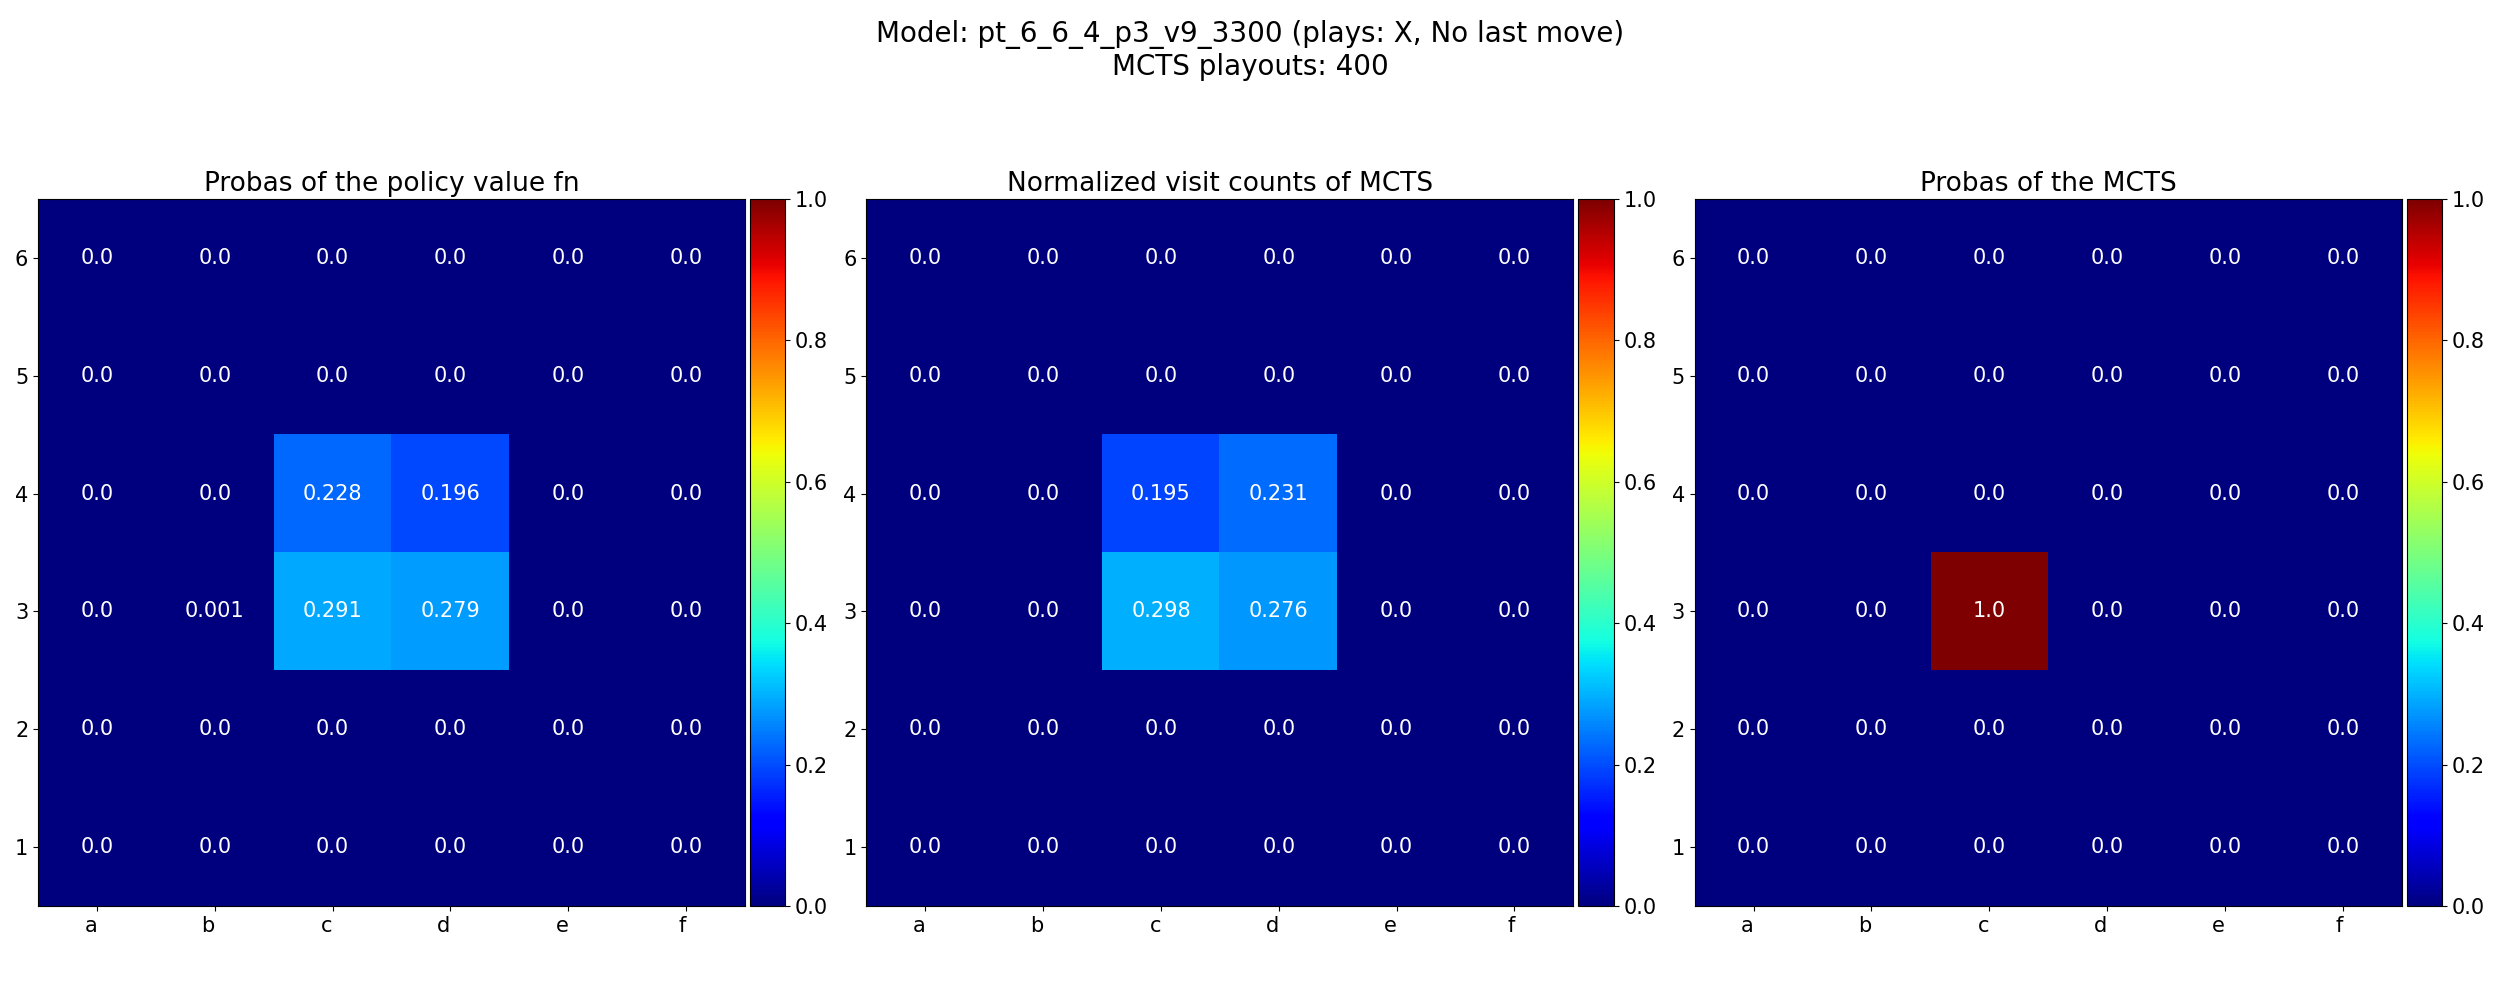 Model: pt_6_6_4_p3_v9_3300 (plays: X, No last move)
MCTS playouts: 400
Probas of the policy value fn
1.0
6 0.0 0.0 0.0 0.0 0.0 0.0
0.8
5 0.0 0.0 0.0 0.0 0.0 0.0
0.6
4 0.0 0.0 0.228 0.196 0.0 0.0
0.4
3 0.0 0.001 0.291 0.279 0.0 0.0
2 0.0 0.0 0.0 0.0 0.0 0.0
0.2
1 0.0 0.0 0.0 0.0 0.0 0.0
0.0
a b c d e f
Normalized visit counts of MCTS
1.0
6 0.0 0.0 0.0 0.0 0.0 0.0
0.8
5 0.0 0.0 0.0 0.0 0.0 0.0
0.6
4 0.0 0.0 0.195 0.231 0.0 0.0
0.4
3 0.0 0.0 0.298 0.276 0.0 0.0
2 0.0 0.0 0.0 0.0 0.0 0.0
0.2
1 0.0 0.0 0.0 0.0 0.0 0.0
0.0
a b c d e f
Probas of the MCTS
1.0
6 0.0 0.0 0.0 0.0 0.0 0.0
0.8
5 0.0 0.0 0.0 0.0 0.0 0.0
0.6
4 0.0 0.0 0.0 0.0 0.0 0.0
0.4
3 0.0 0.0 1.0 0.0 0.0 0.0
2 0.0 0.0 0.0 0.0 0.0 0.0
0.2
1 0.0 0.0 0.0 0.0 0.0 0.0
0.0
a b c d e f